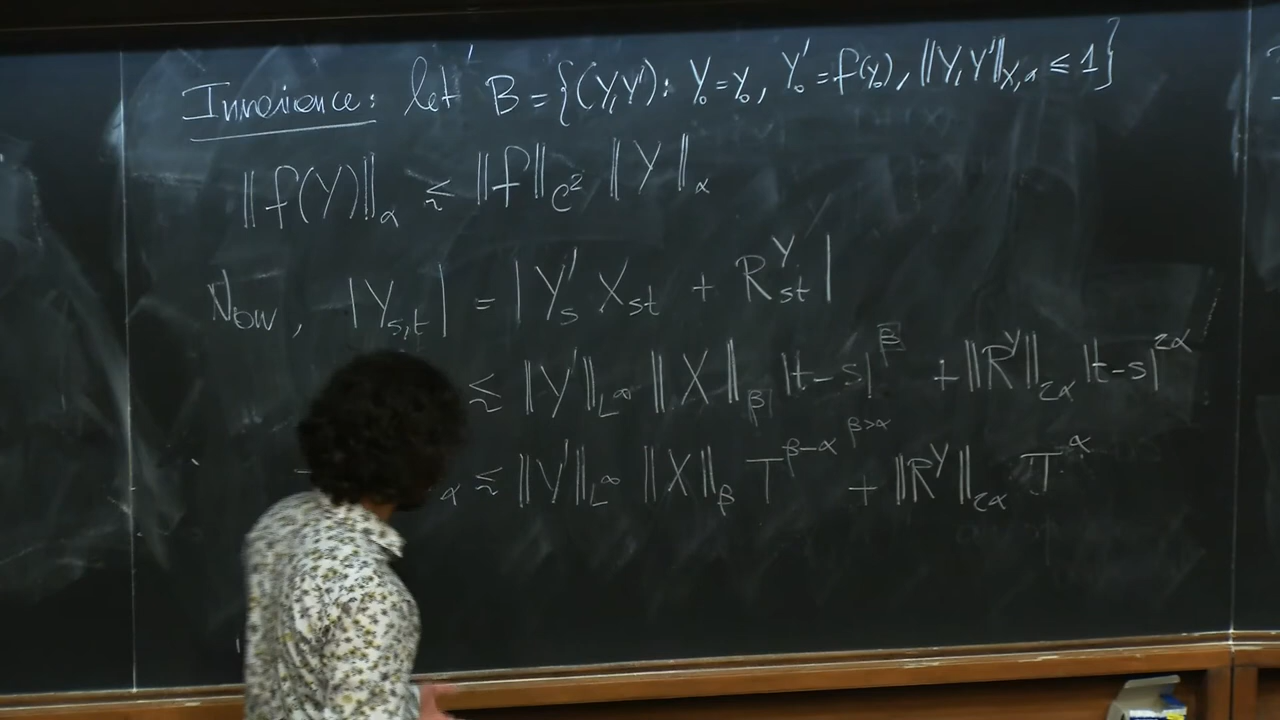 Invariance: let B = {(Y,Y'): Y₀=y₀, Y₀'=f(y₀), ‖Y,Y'‖_{X,α} ≤ 1}
‖f(Y)‖_α ≲ ‖f‖_{C²} ‖Y‖_α
Now, |Y_{s,t}| = |Y'_s X_{st} + R^Y_{st}|
≲ ‖Y'‖_{L^∞} ‖X‖_β |t-s|^β + ‖R^Y‖_{2α} |t-s|^{2α}
α ≲ ‖Y'‖_{L^∞} ‖X‖_β T^{β-α} β>α + ‖R^Y‖_{2α} T^α